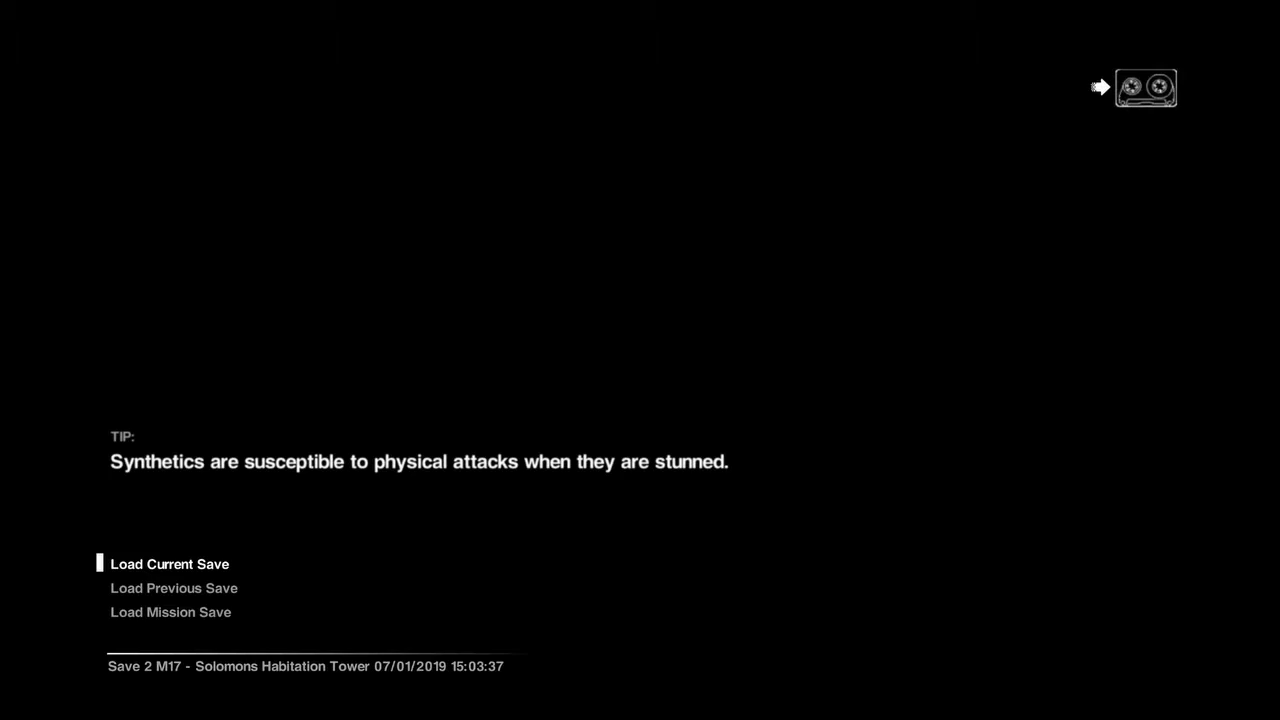 TIP:
Synthetics are susceptible to physical attacks when they are stunned.
Load Current Save
Load Previous Save
Load Mission Save
Save 2 M17 - Solomons Habitation Tower 07/01/2019 15:03:37